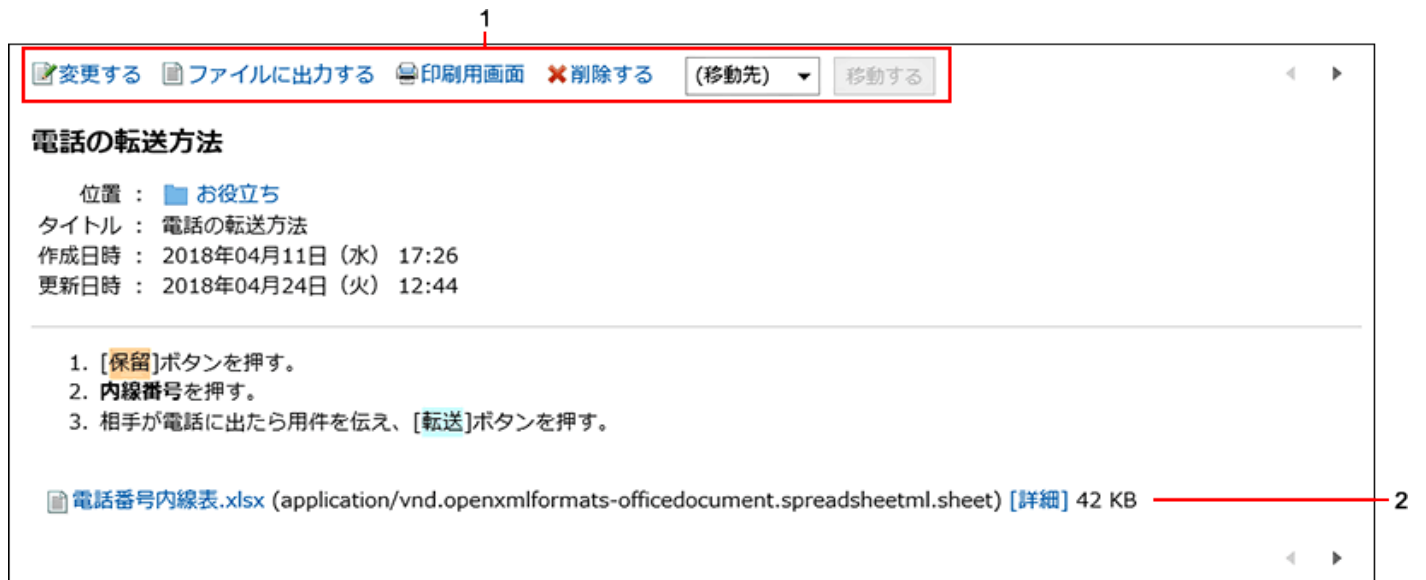 1
変更する ファイルに出力する 印刷用画面 削除する (移動先) 移動する
電話の転送方法
位置 : お役立ち
タイトル : 電話の転送方法
作成日時 : 2018年04月11日（水） 17:26
更新日時 : 2018年04月24日（火） 12:44
1. [保留]ボタンを押す。
2. 内線番号を押す。
3. 相手が電話に出たら用件を伝え、[転送]ボタンを押す。
電話番号内線表.xlsx (application/vnd.openxmlformats-officedocument.spreadsheetml.sheet) [詳細] 42 KB
2